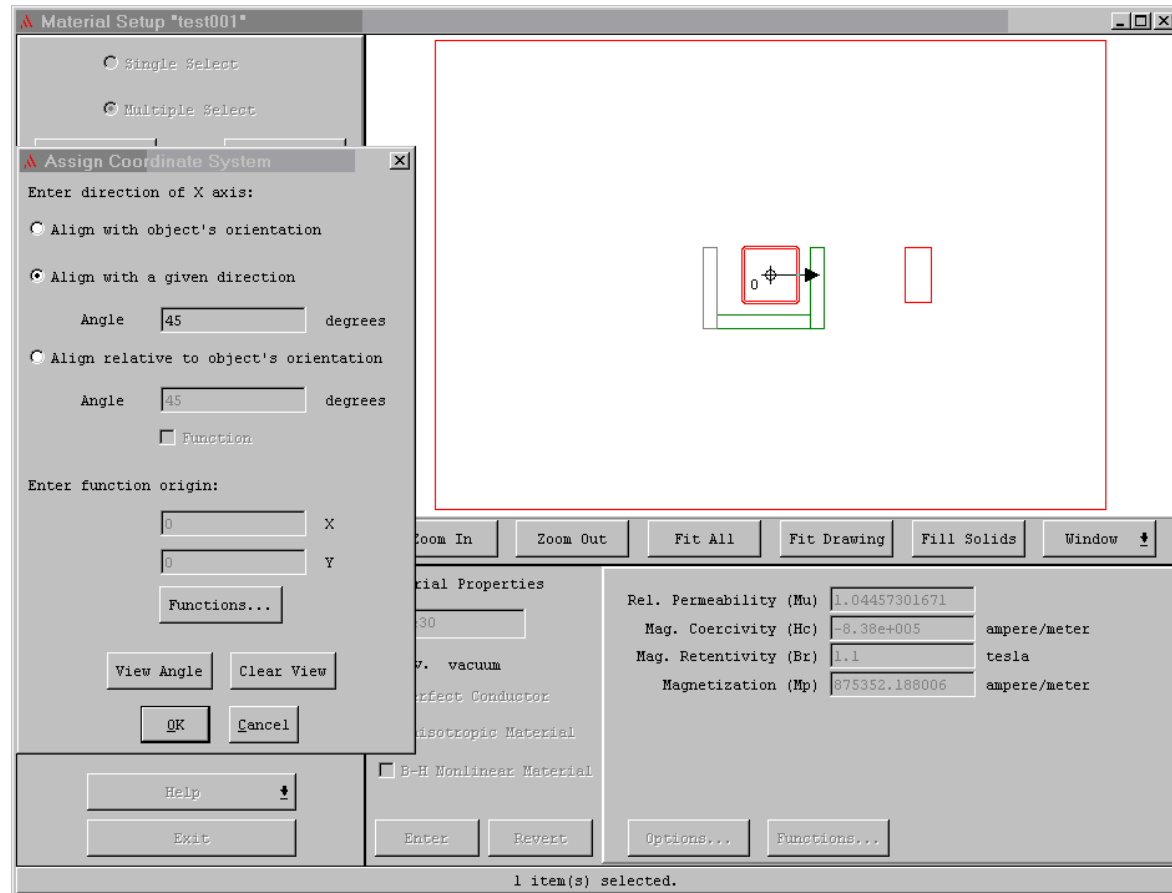 Material Setup "test001"
Single Select
Multiple Select
Assign Coordinate System
Enter direction of X axis:
Align with object's orientation
Align with a given direction
Angle 45 degrees
Align relative to object's orientation
Angle 45 degrees
Function
Enter function origin:
0 X
0 Y
Functions...
View Angle Clear View
OK Cancel
Help
Exit
0
Zoom Out Fit All Fit Drawing Fill Solids Window
In
Properties
vacuum
Conductor
Material
B-H Nonlinear Material
Enter Revert
Rel. Permeability (Mu) 1.04457301671
Mag. Coercivity (Hc) -8.38e+005 ampere/meter
Mag. Retentivity (Br) 1.1 tesla
Magnetization (Mp) 875352.188006 ampere/meter
Options... Functions...
1 item(s) selected.